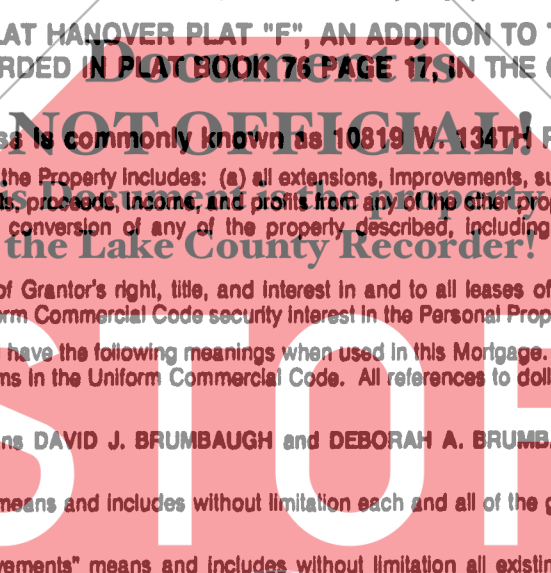 LAT HANOVER PLAT "F", AN ADDITION TO
RDED IN PLAT BOOK 76 PAGE 17, IN THE
Document is
NOT OFFICIAL!
is commonly known as 10819 W. 134TH
the Property includes: (a) all extensions, improvements,
This Document is the property
proceeds, income, and profits from any of the other
conversion of any of the property described, including
the Lake County Recorder!
of Grantor's right, title, and interest in and to all leases of
rm Commercial Code security interest in the Personal Prop
have the following meanings when used in this Mortgage.
ms in the Uniform Commercial Code. All references to doll
STOP
ns DAVID J. BRUMBAUGH and DEBORAH A. BRUMB
means and includes without limitation each and all of the
vements" means and includes without limitation all existin